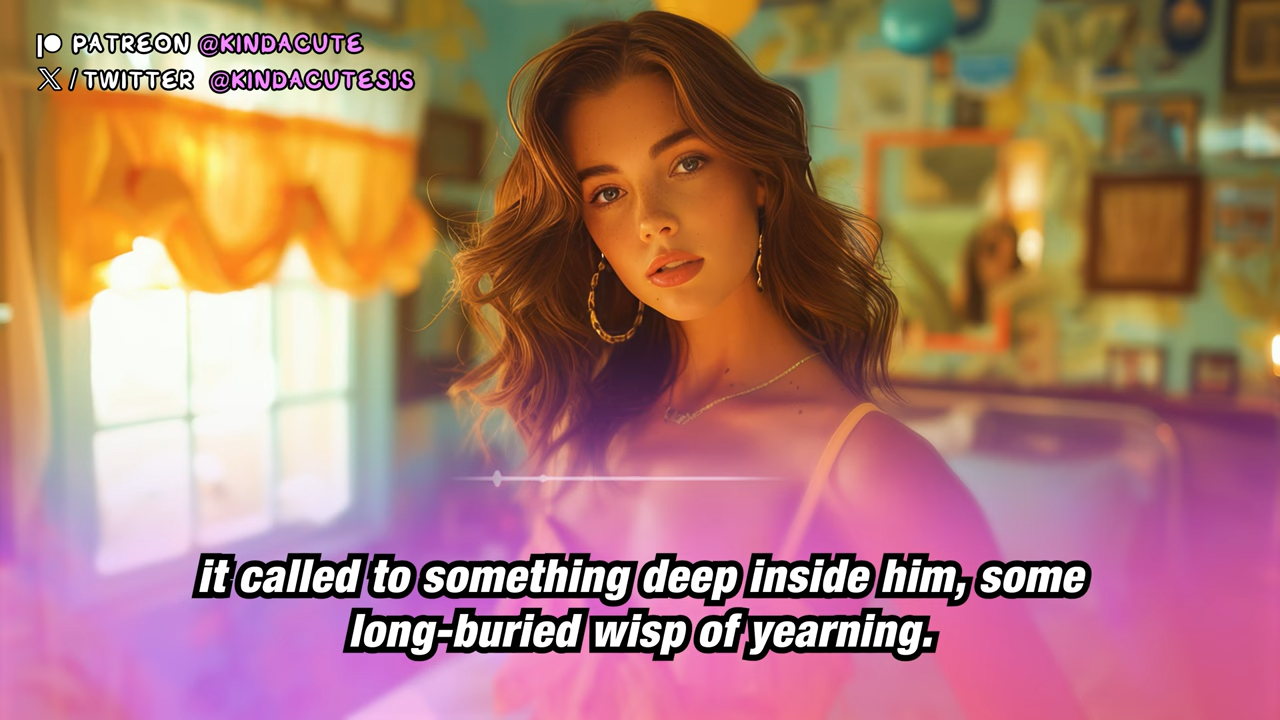 PATREON @KINDACUTE
X / TWITTER @KINDACUTESIS
it called to something deep inside him, some
long-buried wisp of yearning.